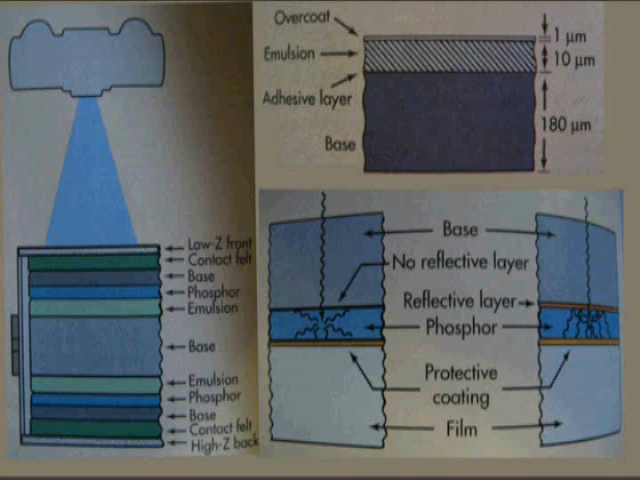 Overcoat
Emulsion
Adhesive layer
Base
1 µm
10 µm
180 µm
Low-Z front
Contact felt
Base
Phosphor
Emulsion
Base
Emulsion
Phosphor
Base
Contact felt
High-Z back
Base
No reflective layer
Reflective layer
Phosphor
Protective
coating
Film